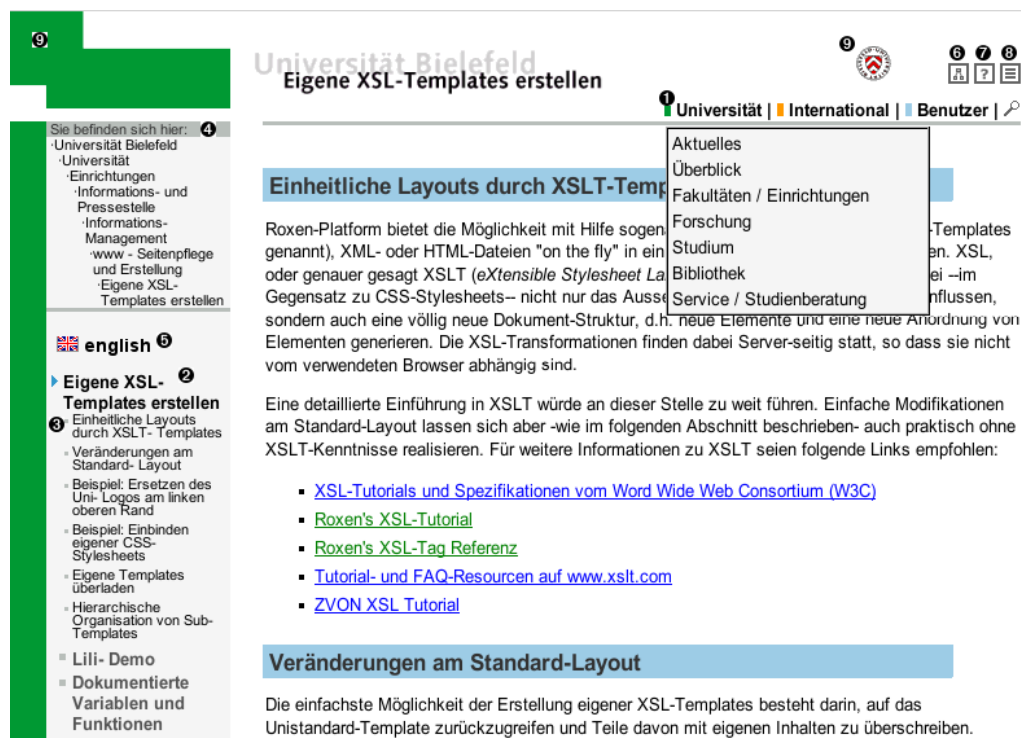 ❾
Universität Bielefeld
Eigene XSL-Templates erstellen
❾
❻ ❼ ❽
?
❶ Universität | International | Benutzer |
Aktuelles
Überblick
Fakultäten / Einrichtungen
Forschung
Studium
Bibliothek
Service / Studienberatung
Sie befinden sich hier: ❹
·Universität Bielefeld
·Universität
·Einrichtungen
·Informations- und
Pressestelle
·Informations-
Management
·www - Seitenpflege
und Erstellung
·Eigene XSL-
Templates erstellen
english ❺
Eigene XSL- ❷
Templates erstellen
❸ Einheitliche Layouts
durch XSLT- Templates
Veränderungen am
Standard- Layout
Beispiel: Ersetzen des
Uni- Logos am linken
oberen Rand
Beispiel: Einbinden
eigener CSS-
Stylesheets
Eigene Templates
überladen
Hierarchische
Organisation von Sub-
Templates
Lili- Demo
Dokumentierte
Variablen und
Funktionen
Einheitliche Layouts durch XSLT-Temp
Roxen-Platform bietet die Möglichkeit mit Hilfe sogen -Templates
genannt), XML- oder HTML-Dateien "on the fly" in ein en. XSL,
oder genauer gesagt XSLT (eXtensible Stylesheet La ei --im
Gegensatz zu CSS-Stylesheets-- nicht nur das Ausse nflussen,
sondern auch eine völlig neue Dokument-Struktur, d.h. neue Elemente und eine neue Anordnung von
Elementen generieren. Die XSL-Transformationen finden dabei Server-seitig statt, so dass sie nicht
vom verwendeten Browser abhängig sind.
Eine detaillierte Einführung in XSLT würde an dieser Stelle zu weit führen. Einfache Modifikationen
am Standard-Layout lassen sich aber -wie im folgenden Abschnitt beschrieben- auch praktisch ohne
XSLT-Kenntnisse realisieren. Für weitere Informationen zu XSLT seien folgende Links empfohlen:
XSL-Tutorials und Spezifikationen vom Word Wide Web Consortium (W3C)
Roxen's XSL-Tutorial
Roxen's XSL-Tag Referenz
Tutorial- und FAQ-Resourcen auf www.xslt.com
ZVON XSL Tutorial
Veränderungen am Standard-Layout
Die einfachste Möglichkeit der Erstellung eigener XSL-Templates besteht darin, auf das
Unistandard-Template zurückzugreifen und Teile davon mit eigenen Inhalten zu überschreiben.